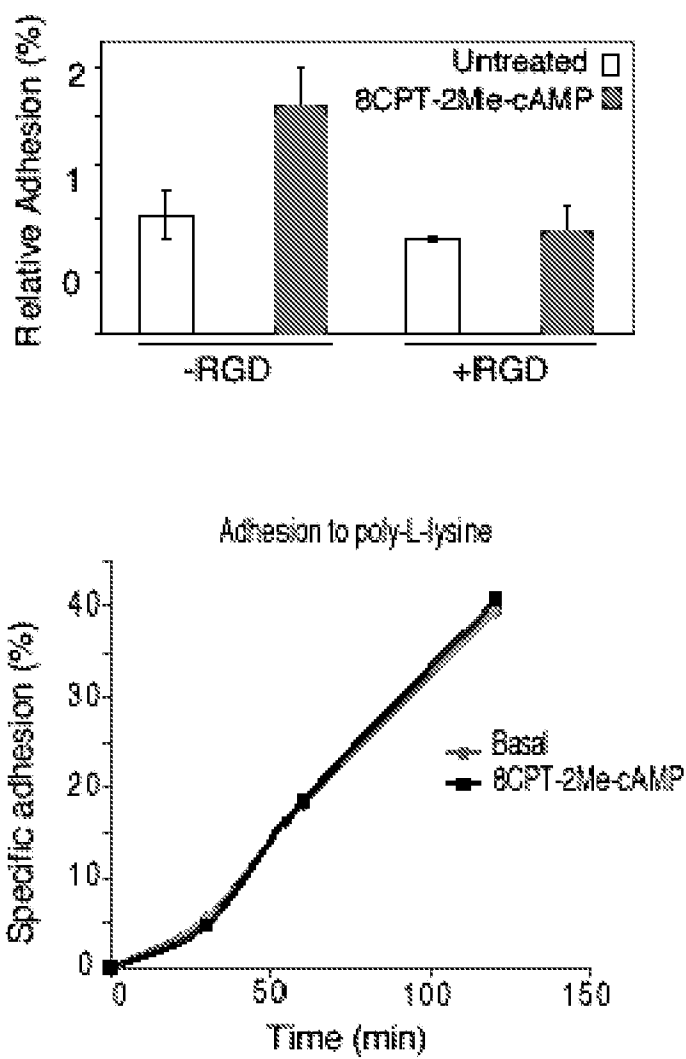 Relative Adhesion (%)
2
1
0
Untreated
8CPT-2Me-cAMP
-RGD
+RGD
Adhesion to poly-L-lysine
Specific adhesion (%)
40
30
20
10
0
Basal
8CPT-2Me-cAMP
0 50 100 150
Time (min)